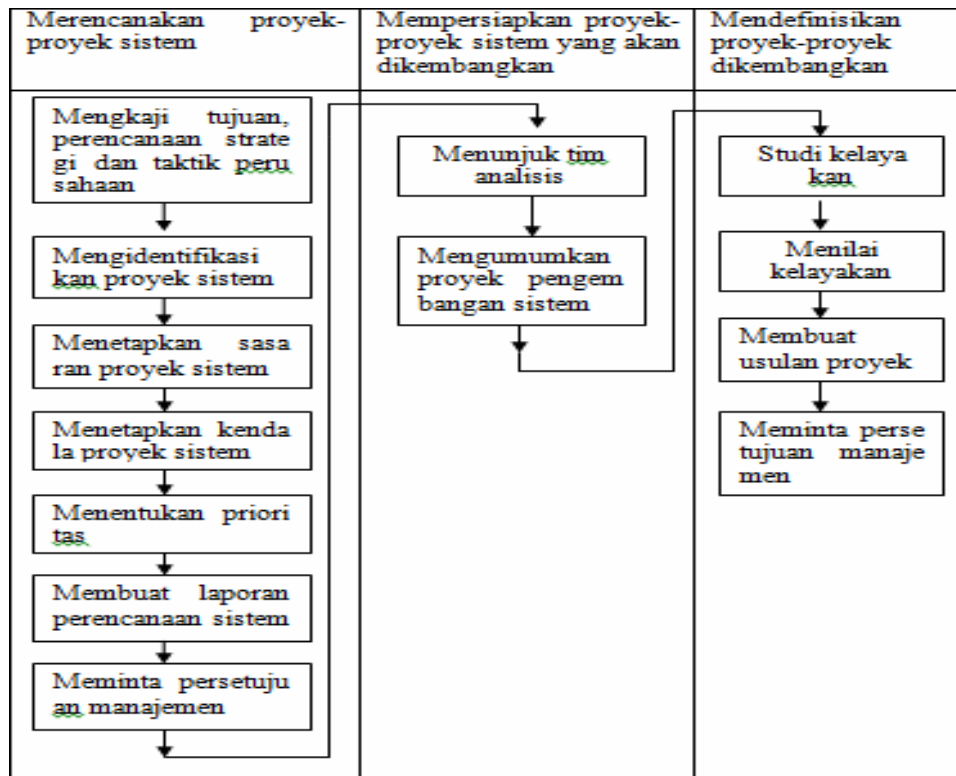 Merencanakan proyek-
proyek sistem
Mempersiapkan proyek-
proyek sistem yang akan
dikembangkan
Mendefinisikan
proyek-proyek
dikembangkan
Mengkaji tujuan,
perencanaan strate
gi dan taktik peru
sahaan
Mengidentifikasi
kan proyek sistem
Menetapkan sasa
ran proyek sistem
Menetapkan kenda
la proyek sistem
Menentukan priori
tas
Membuat laporan
perencanaan sistem
Meminta persetuju
an manajemen
Menunjuk tim
analisis
Mengumumkan
proyek pengem
bangan sistem
Studi kelaya
kan
Menilai
kelayakan
Membuat
usulan proyek
Meminta perse
tujuan manaje
men